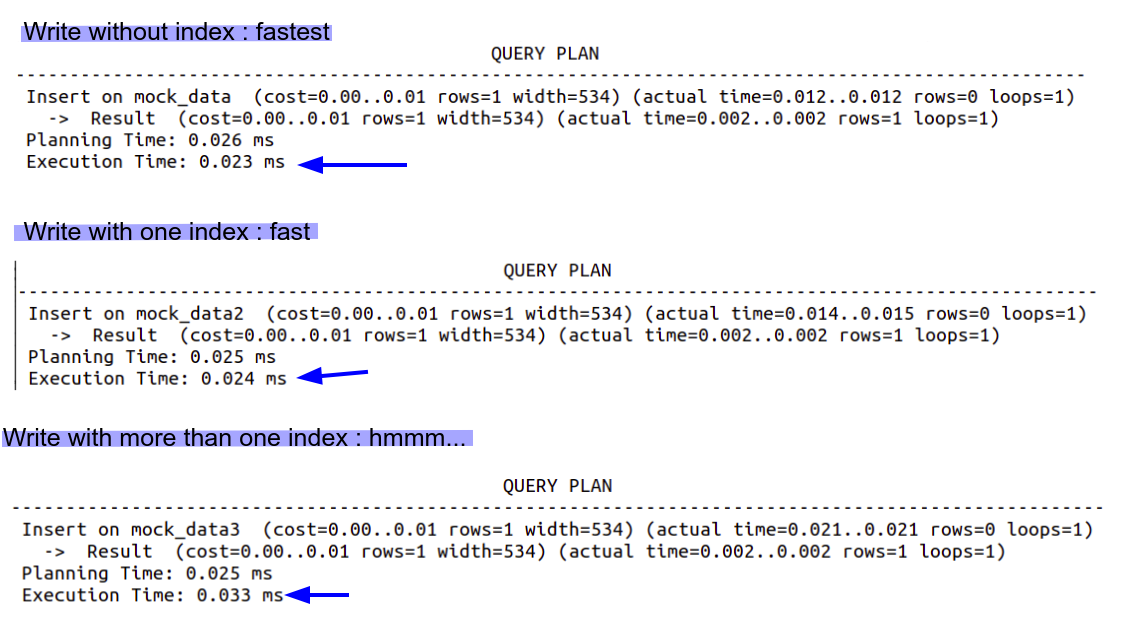 Write without index : fastest
QUERY PLAN
----------------------------------------------------------------------------------------------------
Insert on mock_data  (cost=0.00..0.01 rows=1 width=534) (actual time=0.012..0.012 rows=0 loops=1)
  ->  Result  (cost=0.00..0.01 rows=1 width=534) (actual time=0.002..0.002 rows=1 loops=1)
Planning Time: 0.026 ms
Execution Time: 0.023 ms
Write with one index : fast
QUERY PLAN
----------------------------------------------------------------------------------------------------
Insert on mock_data2  (cost=0.00..0.01 rows=1 width=534) (actual time=0.014..0.015 rows=0 loops=1)
  ->  Result  (cost=0.00..0.01 rows=1 width=534) (actual time=0.002..0.002 rows=1 loops=1)
Planning Time: 0.025 ms
Execution Time: 0.024 ms
Write with more than one index : hmmm...
QUERY PLAN
----------------------------------------------------------------------------------------------------
Insert on mock_data3  (cost=0.00..0.01 rows=1 width=534) (actual time=0.021..0.021 rows=0 loops=1)
  ->  Result  (cost=0.00..0.01 rows=1 width=534) (actual time=0.002..0.002 rows=1 loops=1)
Planning Time: 0.025 ms
Execution Time: 0.033 ms